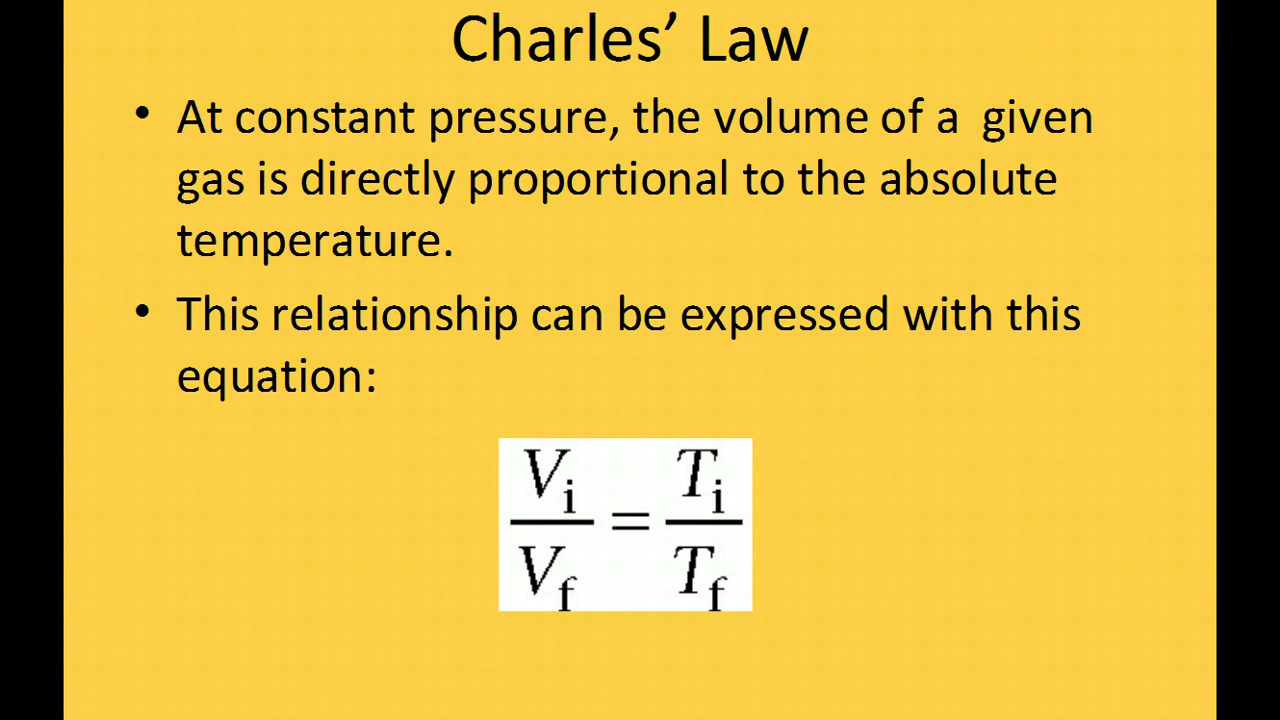 Charles’ Law
• At constant pressure, the volume of a given
gas is directly proportional to the absolute
temperature.
• This relationship can be expressed with this
equation:
Vi/Vf = Ti/Tf